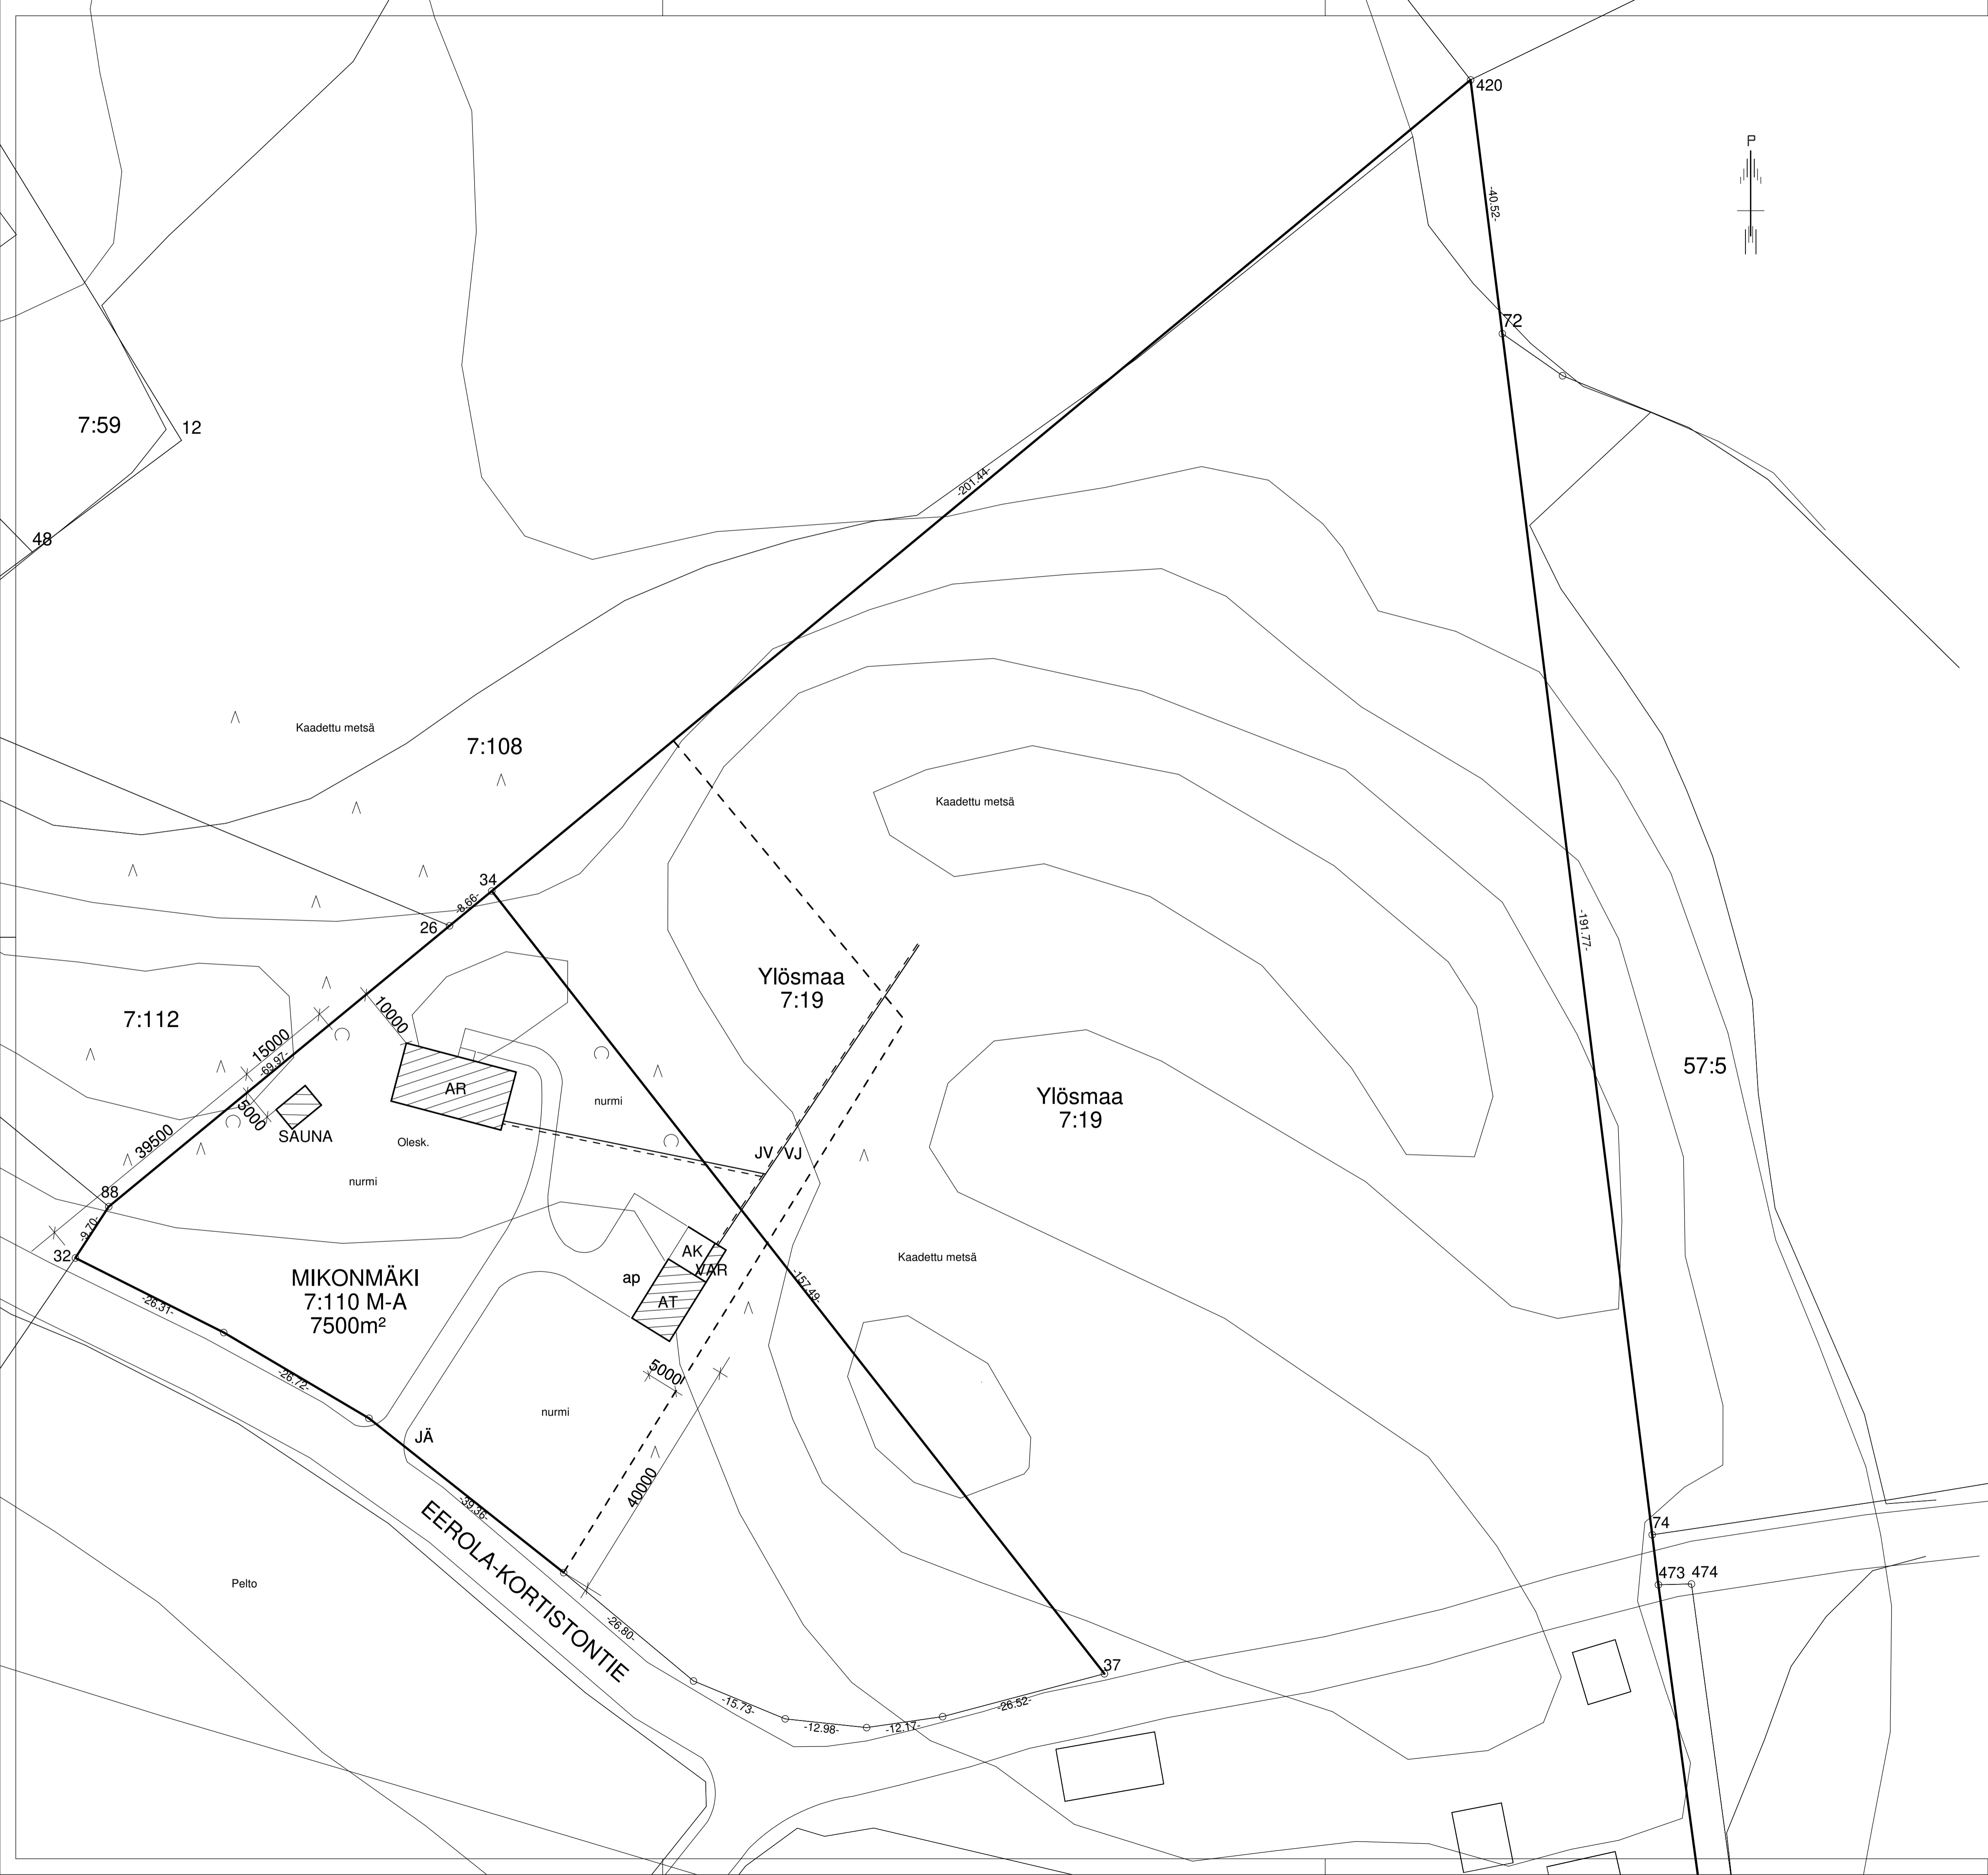 420
P
-40.52-
72
7:59
12
-201.44-
48
Kaadettu metsä
7:108
Kaadettu metsä
34
-8.66-
26
-191.77-
Ylösmaa
7:19
10000
7:112
15000
-69.97-
57:5
AR
nurmi
Ylösmaa
7:19
5000
SAUNA
39500
Olesk.
JV VJ
nurmi
88
-9.70-
32
AK
VAR
Kaadettu metsä
MIKONMÄKI
7:110 M-A
7500m²
ap
AT
-157.49-
-26.31-
-26.72-
5000
nurmi
JÄ
40000
-39.36-
EEROLA-KORTISTONTIE
74
473 474
Pelto
-26.80-
37
-15.73-
-12.98-
-12.17-
-26.52-